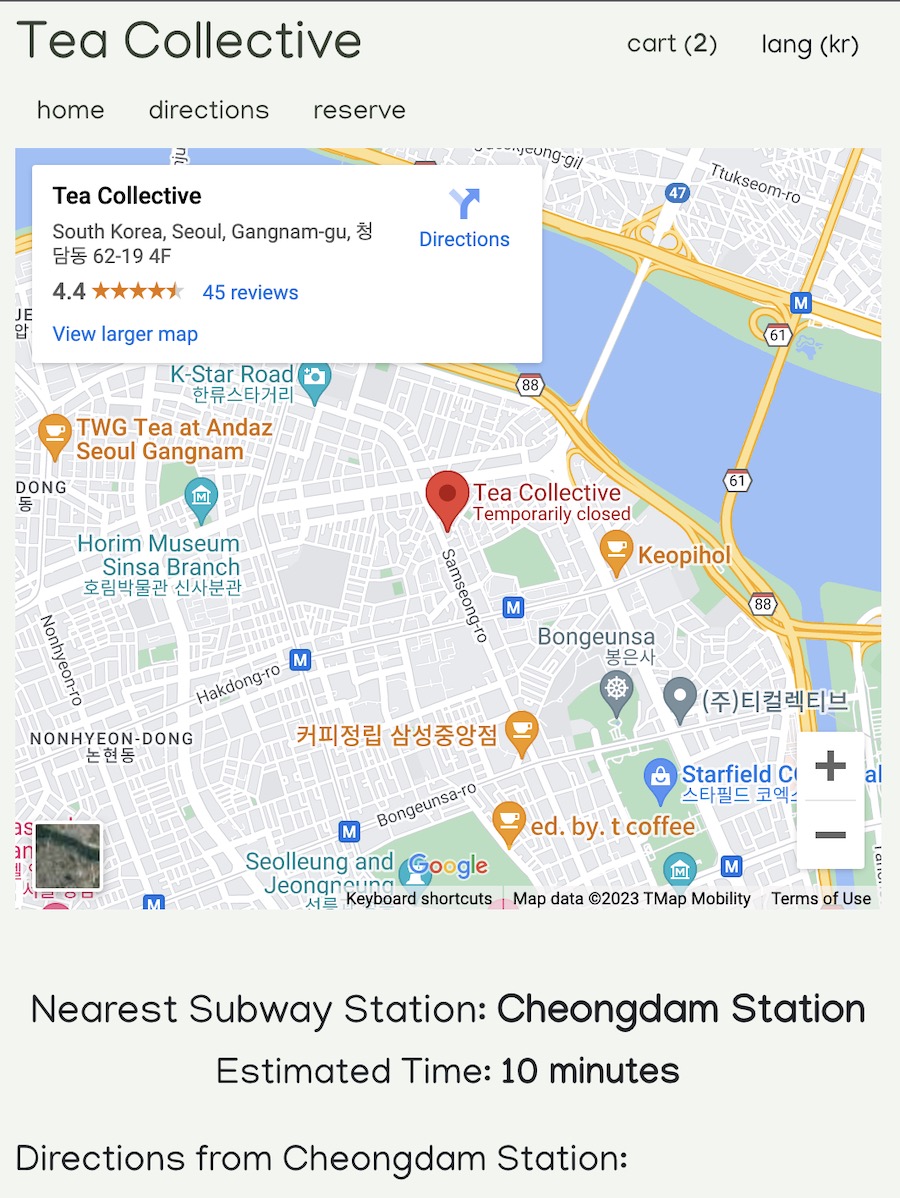 Tea Collective
cart (2)
lang (kr)
home
directions
reserve
Tea Collective
South Korea, Seoul, Gangnam-gu, 청
담동 62-19 4F
Directions
4.4
45 reviews
View larger map
Ttukseom-ro
47
M
61
88
K-Star Road
한류스타거리
TWG Tea at Andaz
Seoul Gangnam
61
DONG
동
Tea Collective
Temporarily closed
Horim Museum
Sinsa Branch
호림박물관 신사분관
Keopihol
Samseong-ro
88
M
Nonhyeon-ro
Bongeunsa
봉은사
M
Hakdong-ro
(주)티컬렉티브
NONHYEON-DONG
논현동
커피정립 삼성중앙점
+
Starfield
스타필드
−
Bongeunsa-ro
ed. by. t coffee
M
Seolleung and
Jeongneung
Google
M
M
Keyboard shortcuts
Map data ©2023 TMap Mobility
Terms of Use
Nearest Subway Station: Cheongdam Station
Estimated Time: 10 minutes
Directions from Cheongdam Station: